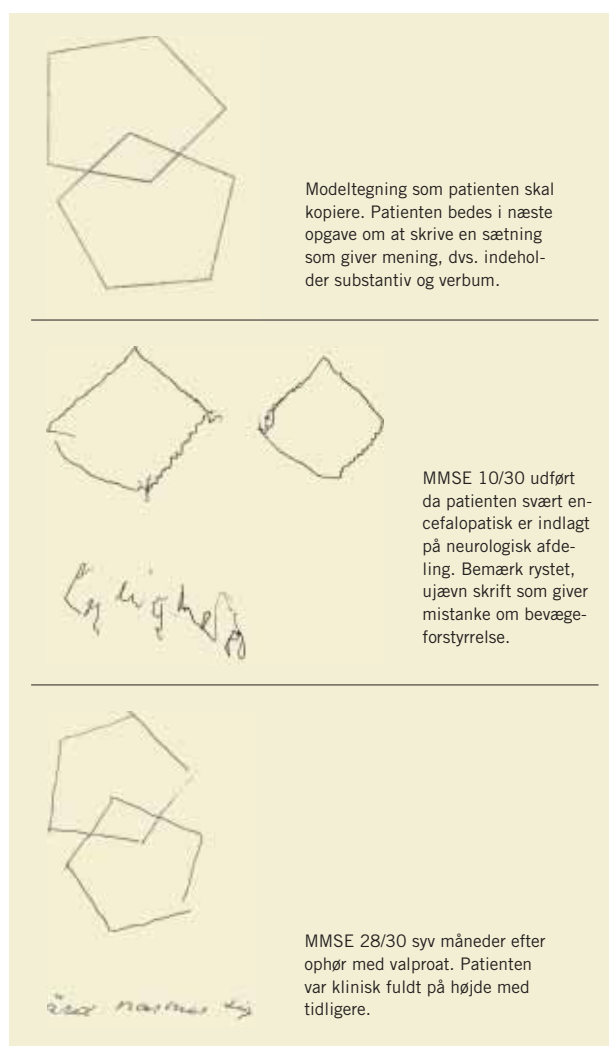 Modeltegning som patienten skal
kopiere. Patienten bedes i næste
opgave om at skrive en sætning
som giver mening, dvs. indehol-
der substantiv og verbum.
MMSE 10/30 udført
da patienten svært en-
cefalopatisk er indlagt
på neurologisk afde-
ling. Bemærk rystet,
ujævn skrift som giver
mistanke om bevæge-
forstyrrelse.
MMSE 28/30 syv måneder efter
ophør med valproat. Patienten
var klinisk fuldt på højde med
tidligere.